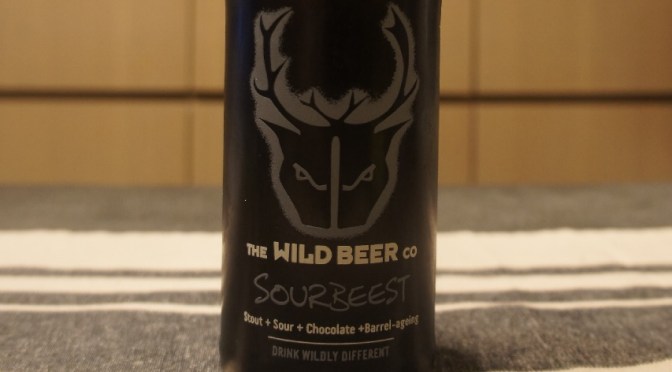 THE WILD BEER CO
SOURBEEST
Stout + Sour + Chocolate +Barrel-ageing
DRINK WILDLY DIFFERENT